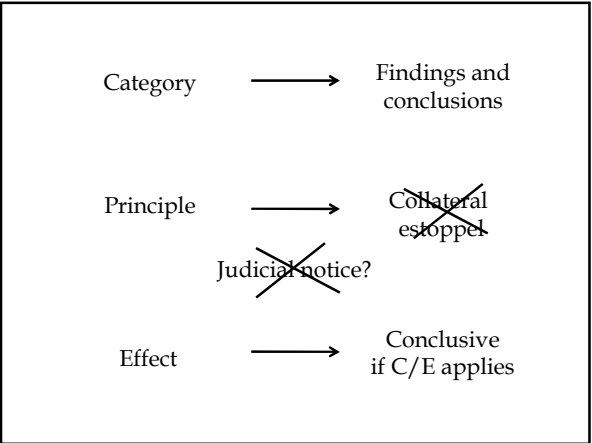 Category
Findings and
conclusions
Principle
Collateral
estoppel
Judicial notice?
Effect
Conclusive
if C/E applies